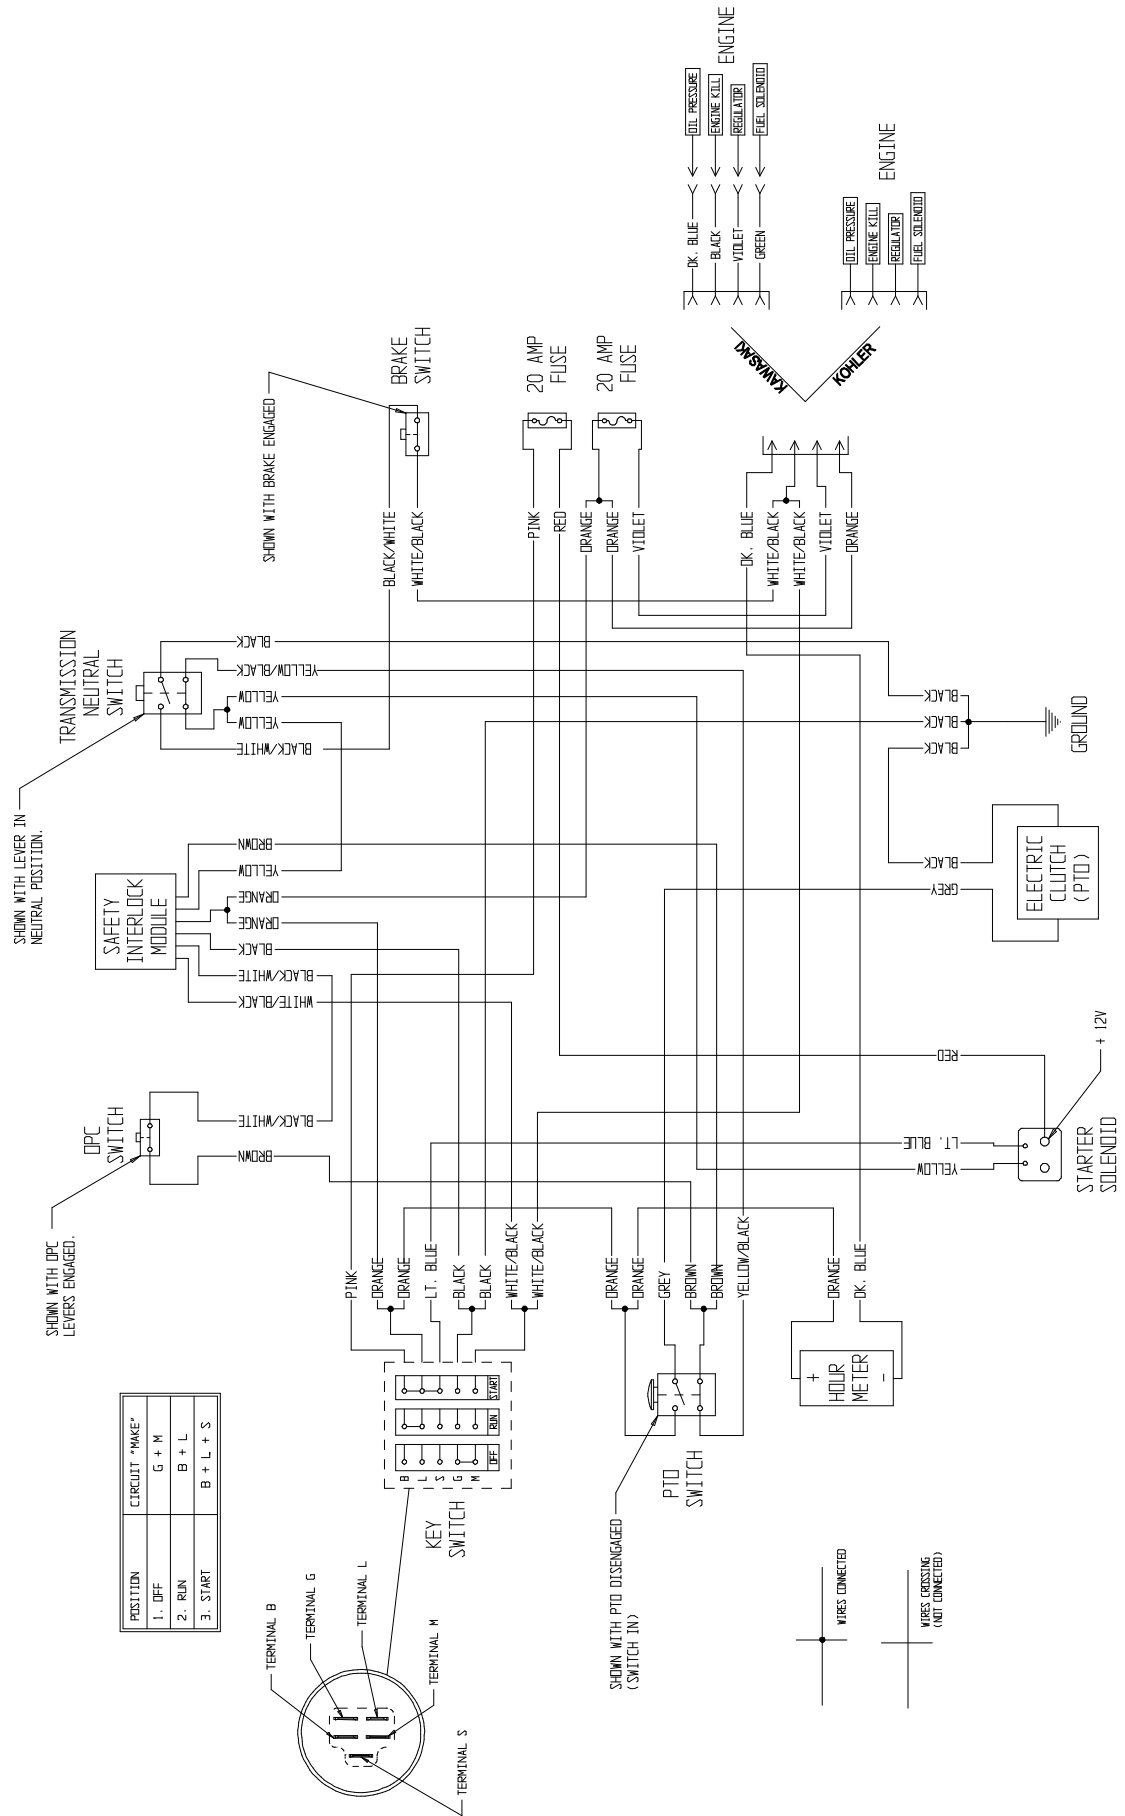 SHOWN WITH LEVER IN
NEUTRAL POSITION.
TRANSMISSION
NEUTRAL
SWITCH
SHOWN WITH BRAKE ENGAGED
BRAKE
SWITCH
20 AMP
FUSE
20 AMP
FUSE
ENGINE
OIL PRESSURE
ENGINE KILL
REGULATOR
FUEL SOLENOID
DK. BLUE
BLACK
VIOLET
GREEN
ENGINE
OIL PRESSURE
ENGINE KILL
REGULATOR
FUEL SOLENOID
KAWASAKI
KOHLER
BLACK/WHITE
WHITE/BLACK
PINK
RED
ORANGE
ORANGE
VIOLET
DK. BLUE
WHITE/BLACK
WHITE/BLACK
VIOLET
ORANGE
BLACK
YELLOW/BLACK
YELLOW
YELLOW
BLACK/WHITE
BLACK
BLACK
BLACK
GROUND
SAFETY
INTERLOCK
MODULE
BROWN
YELLOW
ORANGE
ORANGE
BLACK
BLACK/WHITE
WHITE/BLACK
BLACK
GREY
ELECTRIC
CLUTCH
(PTO)
SHOWN WITH OPC
LEVERS ENGAGED.
OPC
SWITCH
BLACK/WHITE
BROWN
RED
LT. BLUE
YELLOW
+ 12V
STARTER
SOLENOID
PINK
ORANGE
ORANGE
LT. BLUE
BLACK
BLACK
WHITE/BLACK
WHITE/BLACK
ORANGE
ORANGE
GREY
BROWN
BROWN
YELLOW/BLACK
ORANGE
DK. BLUE
+
HOUR
METER
-
POSITION CIRCUIT "MAKE"
1. OFF G + M
2. RUN B + L
3. START B + L + S
START
RUN
OFF
B
L
S
G
M
KEY
SWITCH
PTO
SWITCH
SHOWN WITH PTO DISENGAGED
(SWITCH IN)
TERMINAL B
TERMINAL G
TERMINAL L
TERMINAL M
TERMINAL S
WIRES CONNECTED
WIRES CROSSING
(NOT CONNECTED)